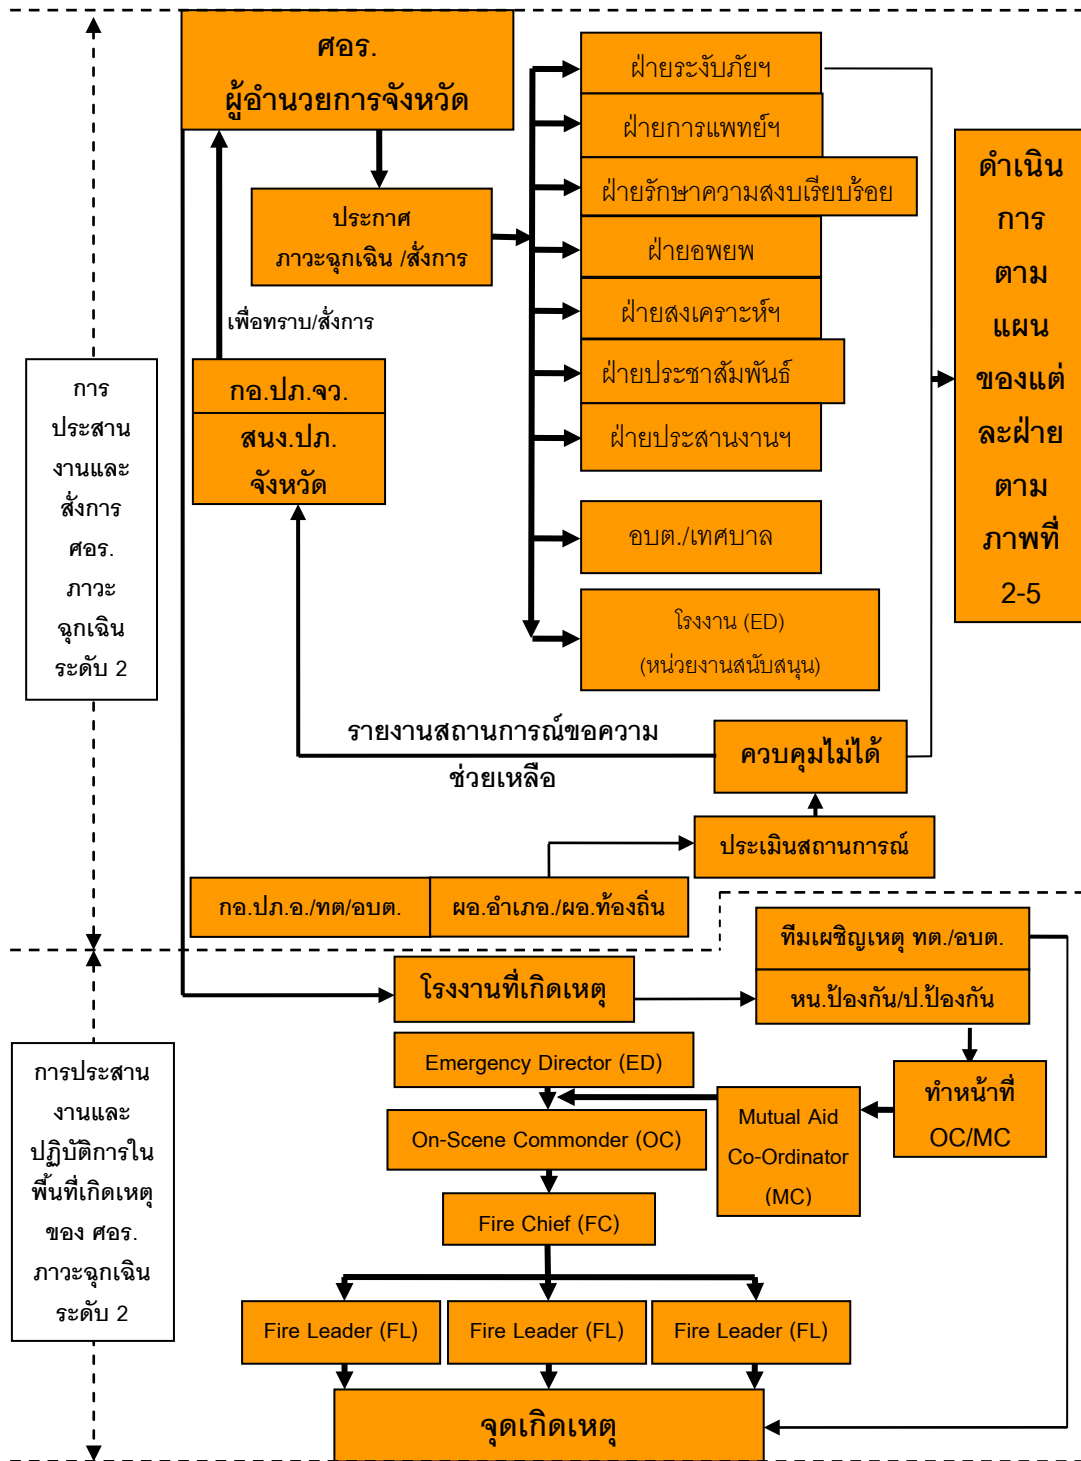 ศอร.
ผู้อำนวยการจังหวัด
ประกาศ
ภาวะฉุกเฉิน /สั่งการ
เพื่อทราบ/สั่งการ
กอ.ปภ.จว.
สนง.ปภ.
จังหวัด
ฝ่ายระงับภัยฯ
ฝ่ายการแพทย์ฯ
ฝ่ายรักษาความสงบเรียบร้อย
ฝ่ายอพยพ
ฝ่ายสงเคราะห์ฯ
ฝ่ายประชาสัมพันธ์
ฝ่ายประสานงานฯ
อบต./เทศบาล
โรงงาน (ED)
(หน่วยงานสนับสนุน)
ดำเนิน
การ
ตาม
แผน
ของแต่
ละฝ่าย
ตาม
ภาพที่
2-5
การ
ประสาน
งานและ
สั่งการ
ศอร.
ภาวะ
ฉุกเฉิน
ระดับ 2
รายงานสถานการณ์ขอความ
ช่วยเหลือ
ควบคุมไม่ได้
ประเมินสถานการณ์
กอ.ปภ.อ./ทต/อบต.
ผอ.อำเภอ./ผอ.ท้องถิ่น
ทีมเผชิญเหตุ ทต./อบต.
หน.ป้องกัน/ป.ป้องกัน
โรงงานที่เกิดเหตุ
การประสาน
งานและ
ปฏิบัติการใน
พื้นที่เกิดเหตุ
ของ ศอร.
ภาวะฉุกเฉิน
ระดับ 2
Emergency Director (ED)
On-Scene Commonder (OC)
Mutual Aid
Co-Ordinator
(MC)
ทำหน้าที่
OC/MC
Fire Chief (FC)
Fire Leader (FL)
Fire Leader (FL)
Fire Leader (FL)
จุดเกิดเหตุ